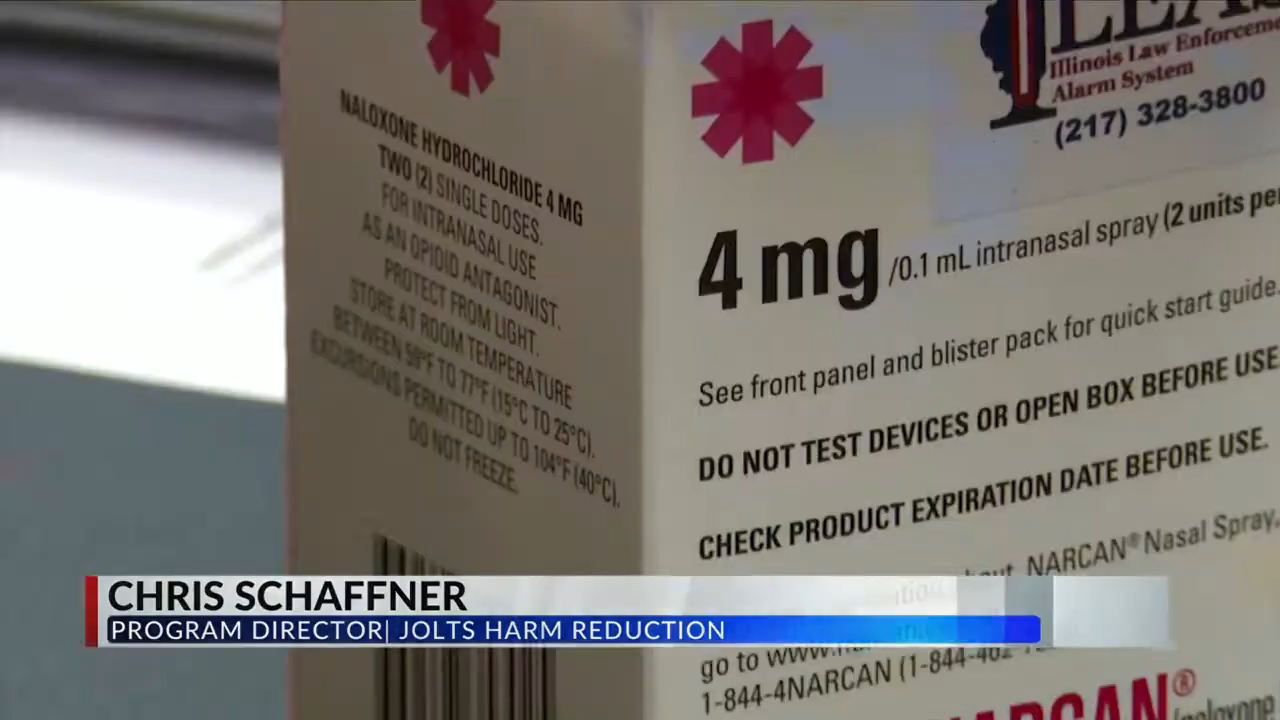 NALOXONE HYDROCHLORIDE 4 MG
TWO (2) SINGLE DOSES.
FOR INTRANASAL USE
AS AN OPIOID ANTAGONIST.
PROTECT FROM LIGHT.
STORE AT ROOM TEMPERATURE
BETWEEN 59°F TO 77°F (15°C TO 25°C).
EXCURSIONS PERMITTED UP TO 104°F (40°C).
DO NOT FREEZE.
Illinois Law Enforceme
Alarm System
(217) 328-3800
4 mg /0.1 mL intranasal spray (2 units per
See front panel and blister pack for quick start guide.
DO NOT TEST DEVICES OR OPEN BOX BEFORE USE
CHECK PRODUCT EXPIRATION DATE BEFORE USE.
NARCAN® Nasal Spray,
go to
1-844-4NARCAN (1-844-462
NARCAN®
CHRIS SCHAFFNER
PROGRAM DIRECTOR| JOLTS HARM REDUCTION